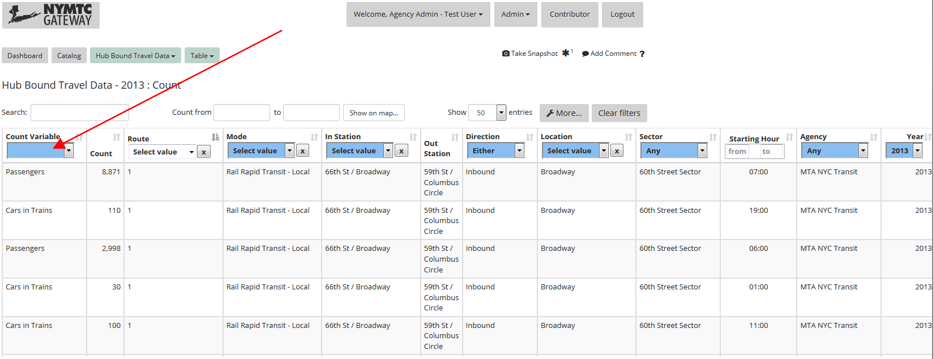 NYMTC
GATEWAY
Welcome, Agency Admin - Test User Admin Contributor Logout
Dashboard Catalog Hub Bound Travel Data Table Take Snapshot ✱ 1 Add Comment ?
Hub Bound Travel Data - 2013 : Count
Search: Count from to Show on map... Show 50 entries More... Clear filters
Count Variable Count Route Mode In Station Out Station Direction Location Sector Starting Hour Agency Year
Select value x Select value x Select value x Either Select value x Any from to Any 2013
Passengers 8,871 1 Rail Rapid Transit - Local 66th St / Broadway 59th St / Inbound Broadway 60th Street Sector 07:00 MTA NYC Transit 2013
Columbus
Circle
Cars in Trains 110 1 Rail Rapid Transit - Local 66th St / Broadway 59th St / Inbound Broadway 60th Street Sector 19:00 MTA NYC Transit 2013
Columbus
Circle
Passengers 2,998 1 Rail Rapid Transit - Local 66th St / Broadway 59th St / Inbound Broadway 60th Street Sector 06:00 MTA NYC Transit 2013
Columbus
Circle
Cars in Trains 30 1 Rail Rapid Transit - Local 66th St / Broadway 59th St / Inbound Broadway 60th Street Sector 01:00 MTA NYC Transit 2013
Columbus
Circle
Cars in Trains 100 1 Rail Rapid Transit - Local 66th St / Broadway 59th St / Inbound Broadway 60th Street Sector 11:00 MTA NYC Transit 2013
Columbus
Circle